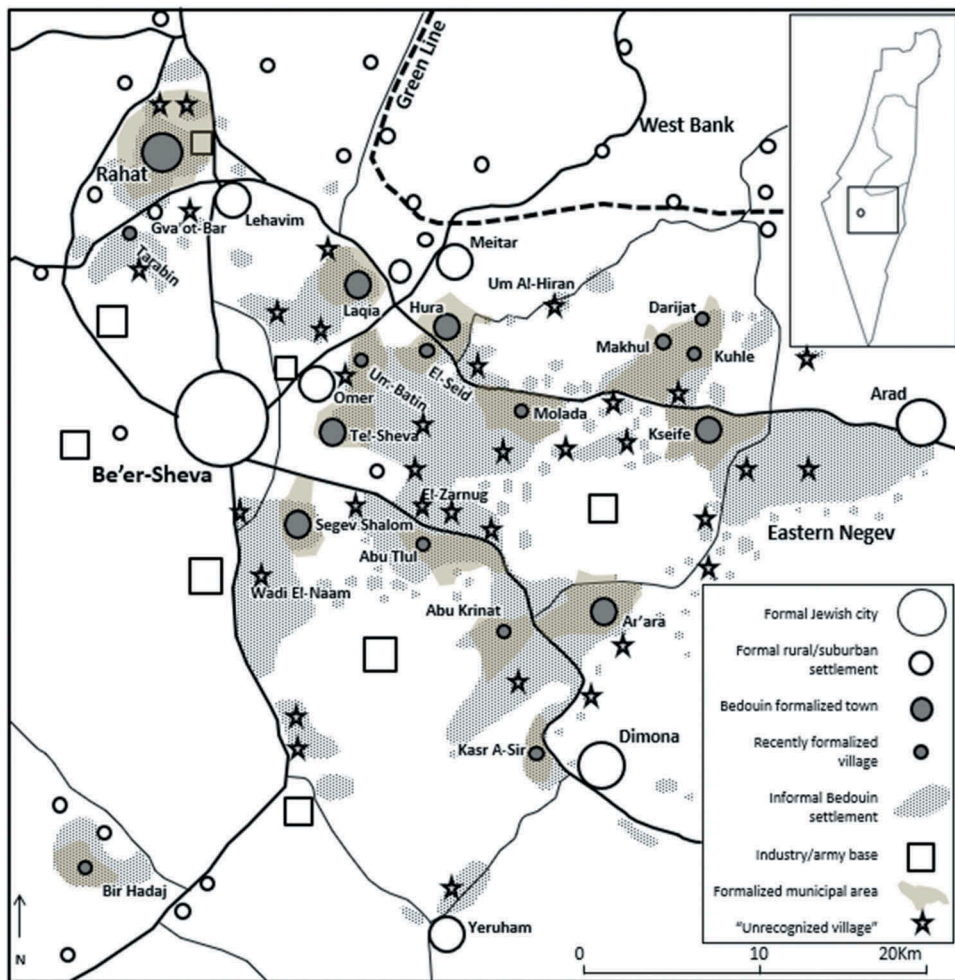 Green Line
West Bank
Rahat
Lehavim
Gva'ot-Bar
Tarabin
Meitar
Um Al-Hiran
Laqia
Hura
Darijat
Makhul
Kuhle
El-Seid
Um-Batin
Omer
Molada
Arad
Tel-Sheva
Kseife
Be'er-Sheva
El-Zarnug
Segev Shalom
Eastern Negev
Abu Tlul
Wadi El-Naam
Abu Krinat
Ar'ara
Kasr A-Sir
Dimona
Bir Hadaj
Yeruham
N
Formal Jewish city
Formal rural/suburban
settlement
Bedouin formalized town
Recently formalized
village
Informal Bedouin
settlement
Industry/army base
Formalized municipal area
"Unrecognized village"
0 10 20Km